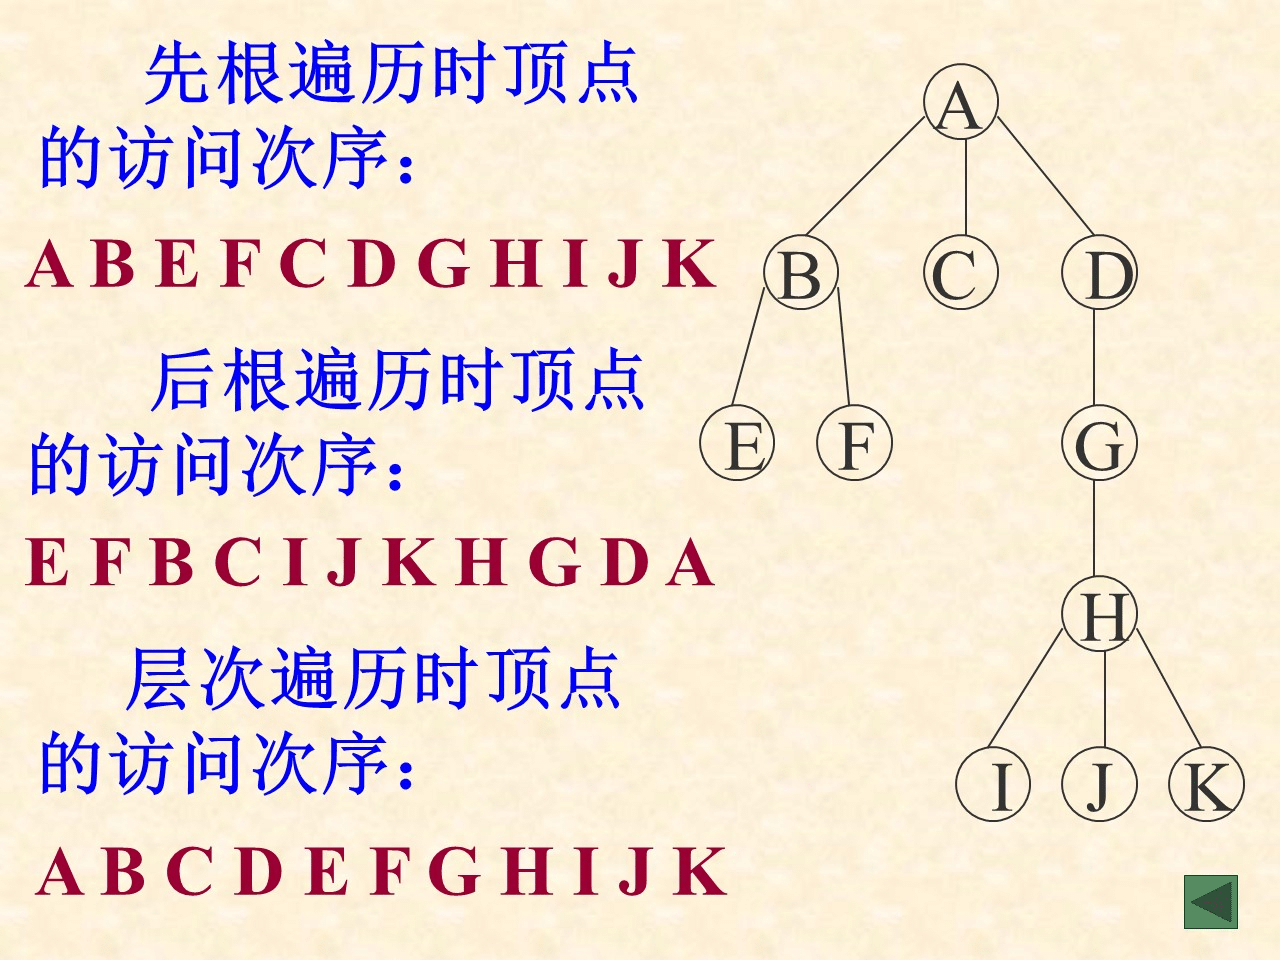 先根遍历时顶点
的访问次序：
A B E F C D G H I J K
后根遍历时顶点
的访问次序：
E F B C I J K H G D A
层次遍历时顶点
的访问次序：
A B C D E F G H I J K
A
B C D
E F G
H
I J K